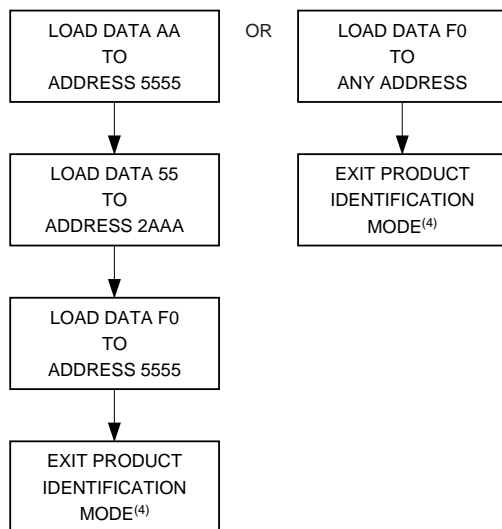 LOAD DATA AA
TO
ADDRESS 5555
LOAD DATA 55
TO
ADDRESS 2AAA
LOAD DATA F0
TO
ADDRESS 5555
EXIT PRODUCT
IDENTIFICATION
MODE(4)
OR
LOAD DATA F0
TO
ANY ADDRESS
EXIT PRODUCT
IDENTIFICATION
MODE(4)